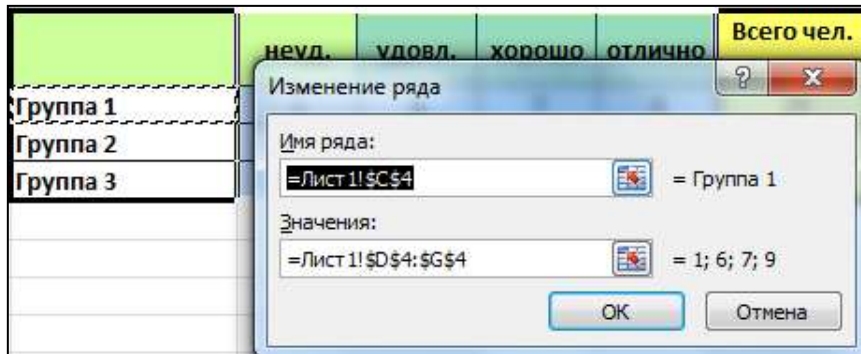 Всего чел.
неуд. удовл. хорошо отлично
Изменение ряда
Группа 1
Группа 2
Группа 3
Имя ряда:
=Лист1!$C$4 = Группа 1
Значения:
=Лист1!$D$4:$G$4 = 1; 6; 7; 9
ОК Отмена